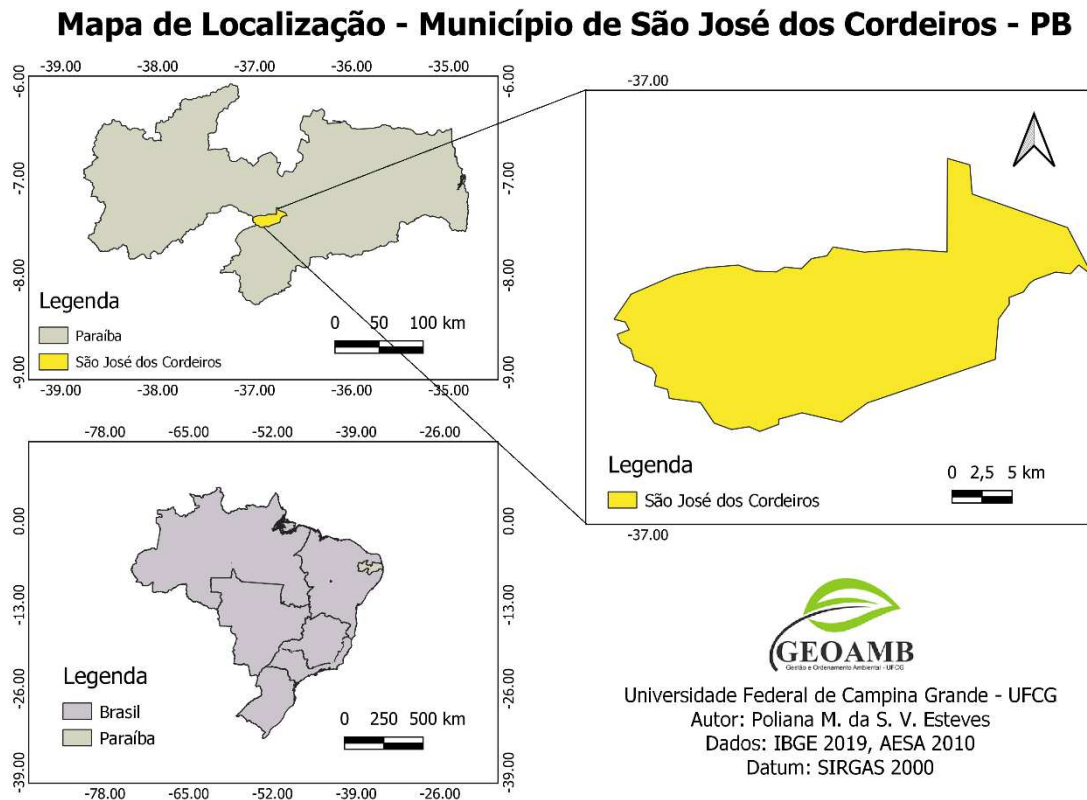 Mapa de Localização - Município de São José dos Cordeiros - PB
-39.00 -38.00 -37.00 -36.00 -35.00
-6.00
-7.00
-8.00
-9.00
-6.00
-7.00
-8.00
-9.00
Legenda
Paraíba
São José dos Cordeiros
0 50 100 km
-39.00 -38.00 -37.00 -36.00 -35.00
-37.00
Legenda
São José dos Cordeiros
0 2,5 5 km
-37.00
-78.00 -65.00 -52.00 -39.00 -26.00
0.00
-13.00
-26.00
-39.00
0.00
-13.00
-26.00
-39.00
Legenda
Brasil
Paraíba
0 250 500 km
-78.00 -65.00 -52.00 -39.00 -26.00
GEOAMB
Gestão e Ordenamento Ambiental - UFCG
Universidade Federal de Campina Grande - UFCG
Autor: Poliana M. da S. V. Esteves
Dados: IBGE 2019, AESA 2010
Datum: SIRGAS 2000